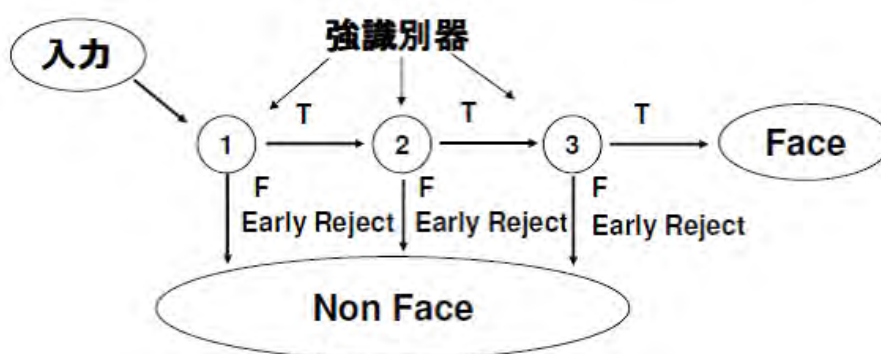 強識別器
入力
T
T
T
1
2
3
Face
F
F
F
Early Reject
Early Reject
Early Reject
Non Face